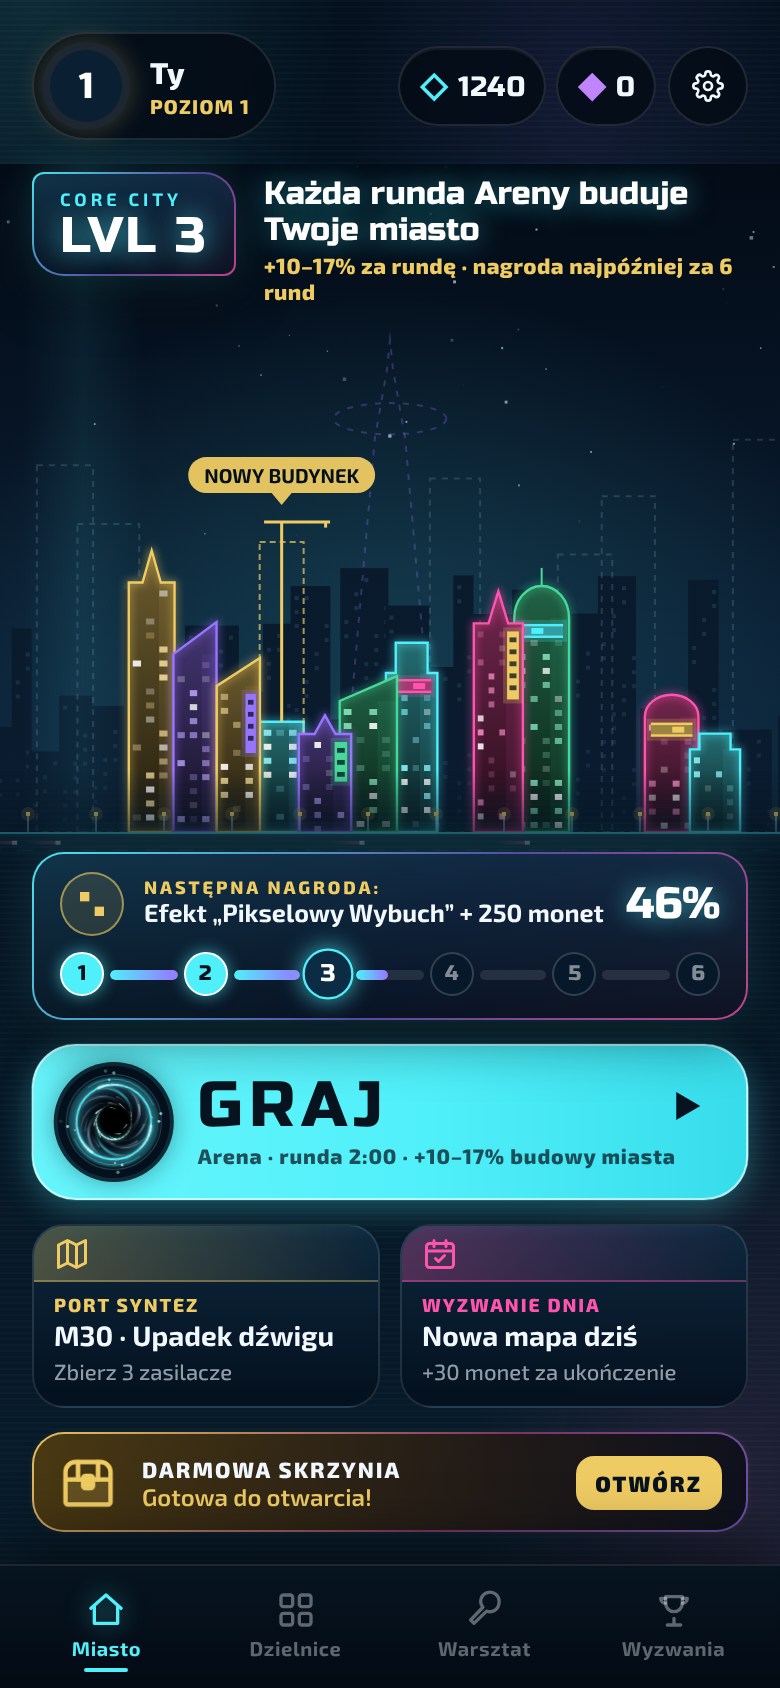 1
Ty
POZIOM 1
1240
0
CORE CITY
LVL 3
Każda runda Areny buduje
Twoje miasto
+10–17% za rundę · nagroda najpóźniej za 6
rund
NOWY BUDYNEK
NASTĘPNA NAGRODA:
Efekt „Pikselowy Wybuch” + 250 monet
46%
1 2 3 4 5 6
GRAJ
Arena · runda 2:00 · +10–17% budowy miasta
PORT SYNTEZ
M30 · Upadek dźwigu
Zbierz 3 zasilacze
WYZWANIE DNIA
Nowa mapa dziś
+30 monet za ukończenie
DARMOWA SKRZYNIA
Gotowa do otwarcia!
OTWÓRZ
Miasto Dzielnice Warsztat Wyzwania